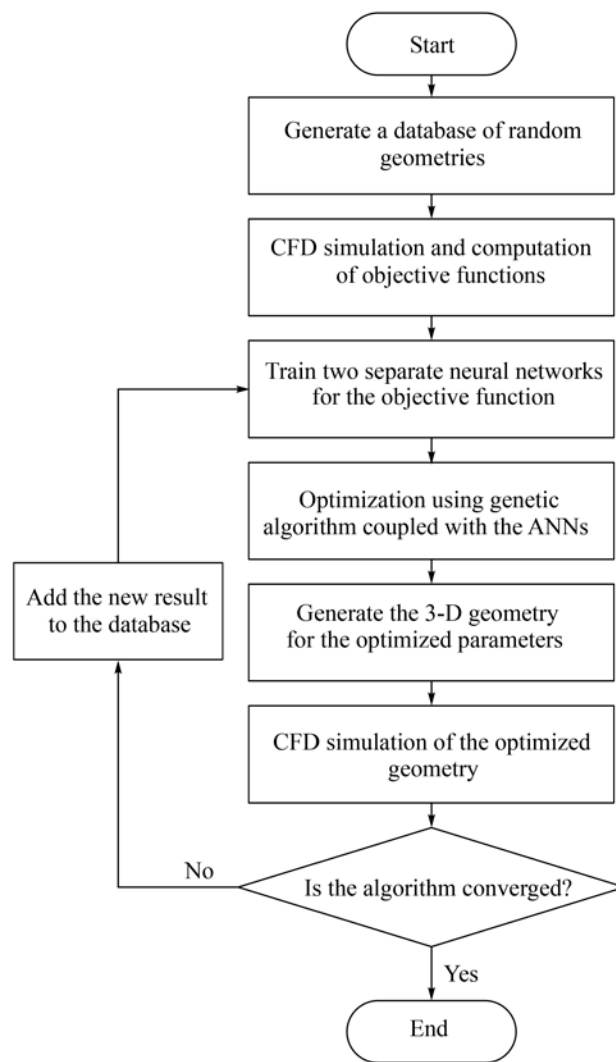 Start
Generate a database of random
geometries
CFD simulation and computation
of objective functions
Train two separate neural networks
for the objective function
Optimization using genetic
algorithm coupled with the ANNs
Add the new result
to the database
Generate the 3-D geometry
for the optimized parameters
CFD simulation of the optimized
geometry
No
Is the algorithm converged?
Yes
End